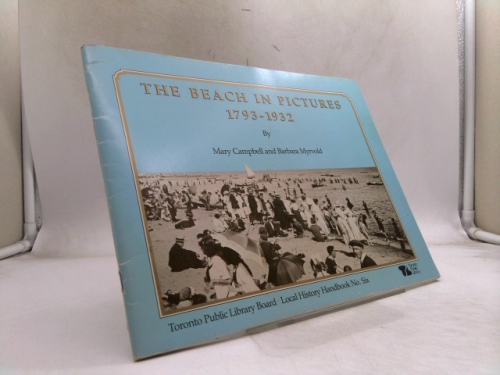 THE BEACH IN PICTURES
1793-1932
By
Mary Campbell and Barbara Myrvold
Toronto Public Library Board · Local History Handbook No. Six